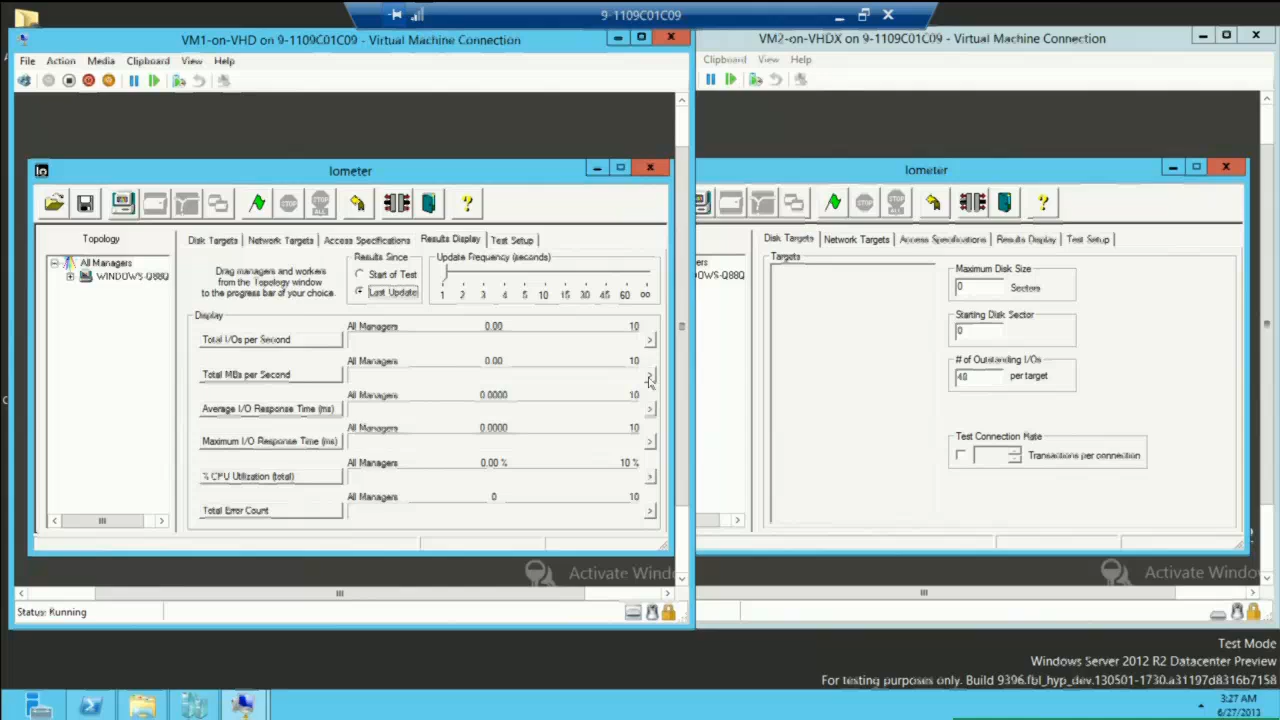 9-1109C01C09
VM1-on-VHD on 9-1109C01C09 - Virtual Machine Connection
File Action Media Clipboard View Help
Iometer
Topology
All Managers
WINDOWS-Q88Q
Disk Targets Network Targets Access Specifications Results Display Test Setup
Drag managers and workers
from the Topology window
to the progress bar of your choice.
Results Since
Start of Test
Last Update
Update Frequency (seconds)
1 2 3 4 5 10 15 30 45 60 oo
Display
All Managers 0.00 10
Total I/Os per Second
All Managers 0.00 10
Total MBs per Second
All Managers 0.0000 10
Average I/O Response Time (ms)
All Managers 0.0000 10
Maximum I/O Response Time (ms)
All Managers 0.00 % 10 %
% CPU Utilization (total)
All Managers 0 10
Total Error Count
Activate Wind
Status: Running
VM2-on-VHDX on 9-1109C01C09 - Virtual Machine Connection
Clipboard View Help
Iometer
ers
OWS-Q88Q
Disk Targets Network Targets Access Specifications Results Display Test Setup
Targets
Maximum Disk Size
0 Sectors
Starting Disk Sector
0
# of Outstanding I/Os
48 per target
Test Connection Rate
Transactions per connection
Activate Windo
Test Mode
Windows Server 2012 R2 Datacenter Preview
For testing purposes only. Build 9396.fbl_hyp_dev.130501-1730.a31197d8316b7158
3:27 AM
6/27/2013